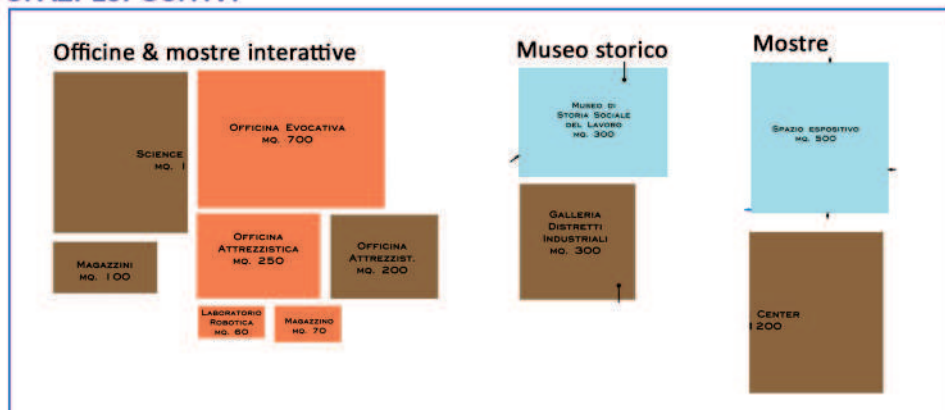 Officine & mostre interattive
Museo storico
Mostre
SCIENCE
MQ. 1
OFFICINA EVOCATIVA
MQ. 700
MAGAZZINI
MQ. 100
OFFICINA
ATTREZZISTICA
MQ. 250
OFFICINA
ATTREZZIST.
MQ. 200
LABORATORIO
ROBOTICA
MQ. 60
MAGAZZINO
MQ. 70
MUSEO DI
STORIA SOCIALE
DEL LAVORO
MQ. 300
GALLERIA
DISTRETTI
INDUSTRIALI
MQ. 300
SPAZIO ESPOSITIVO
MQ. 500
CENTER
1200